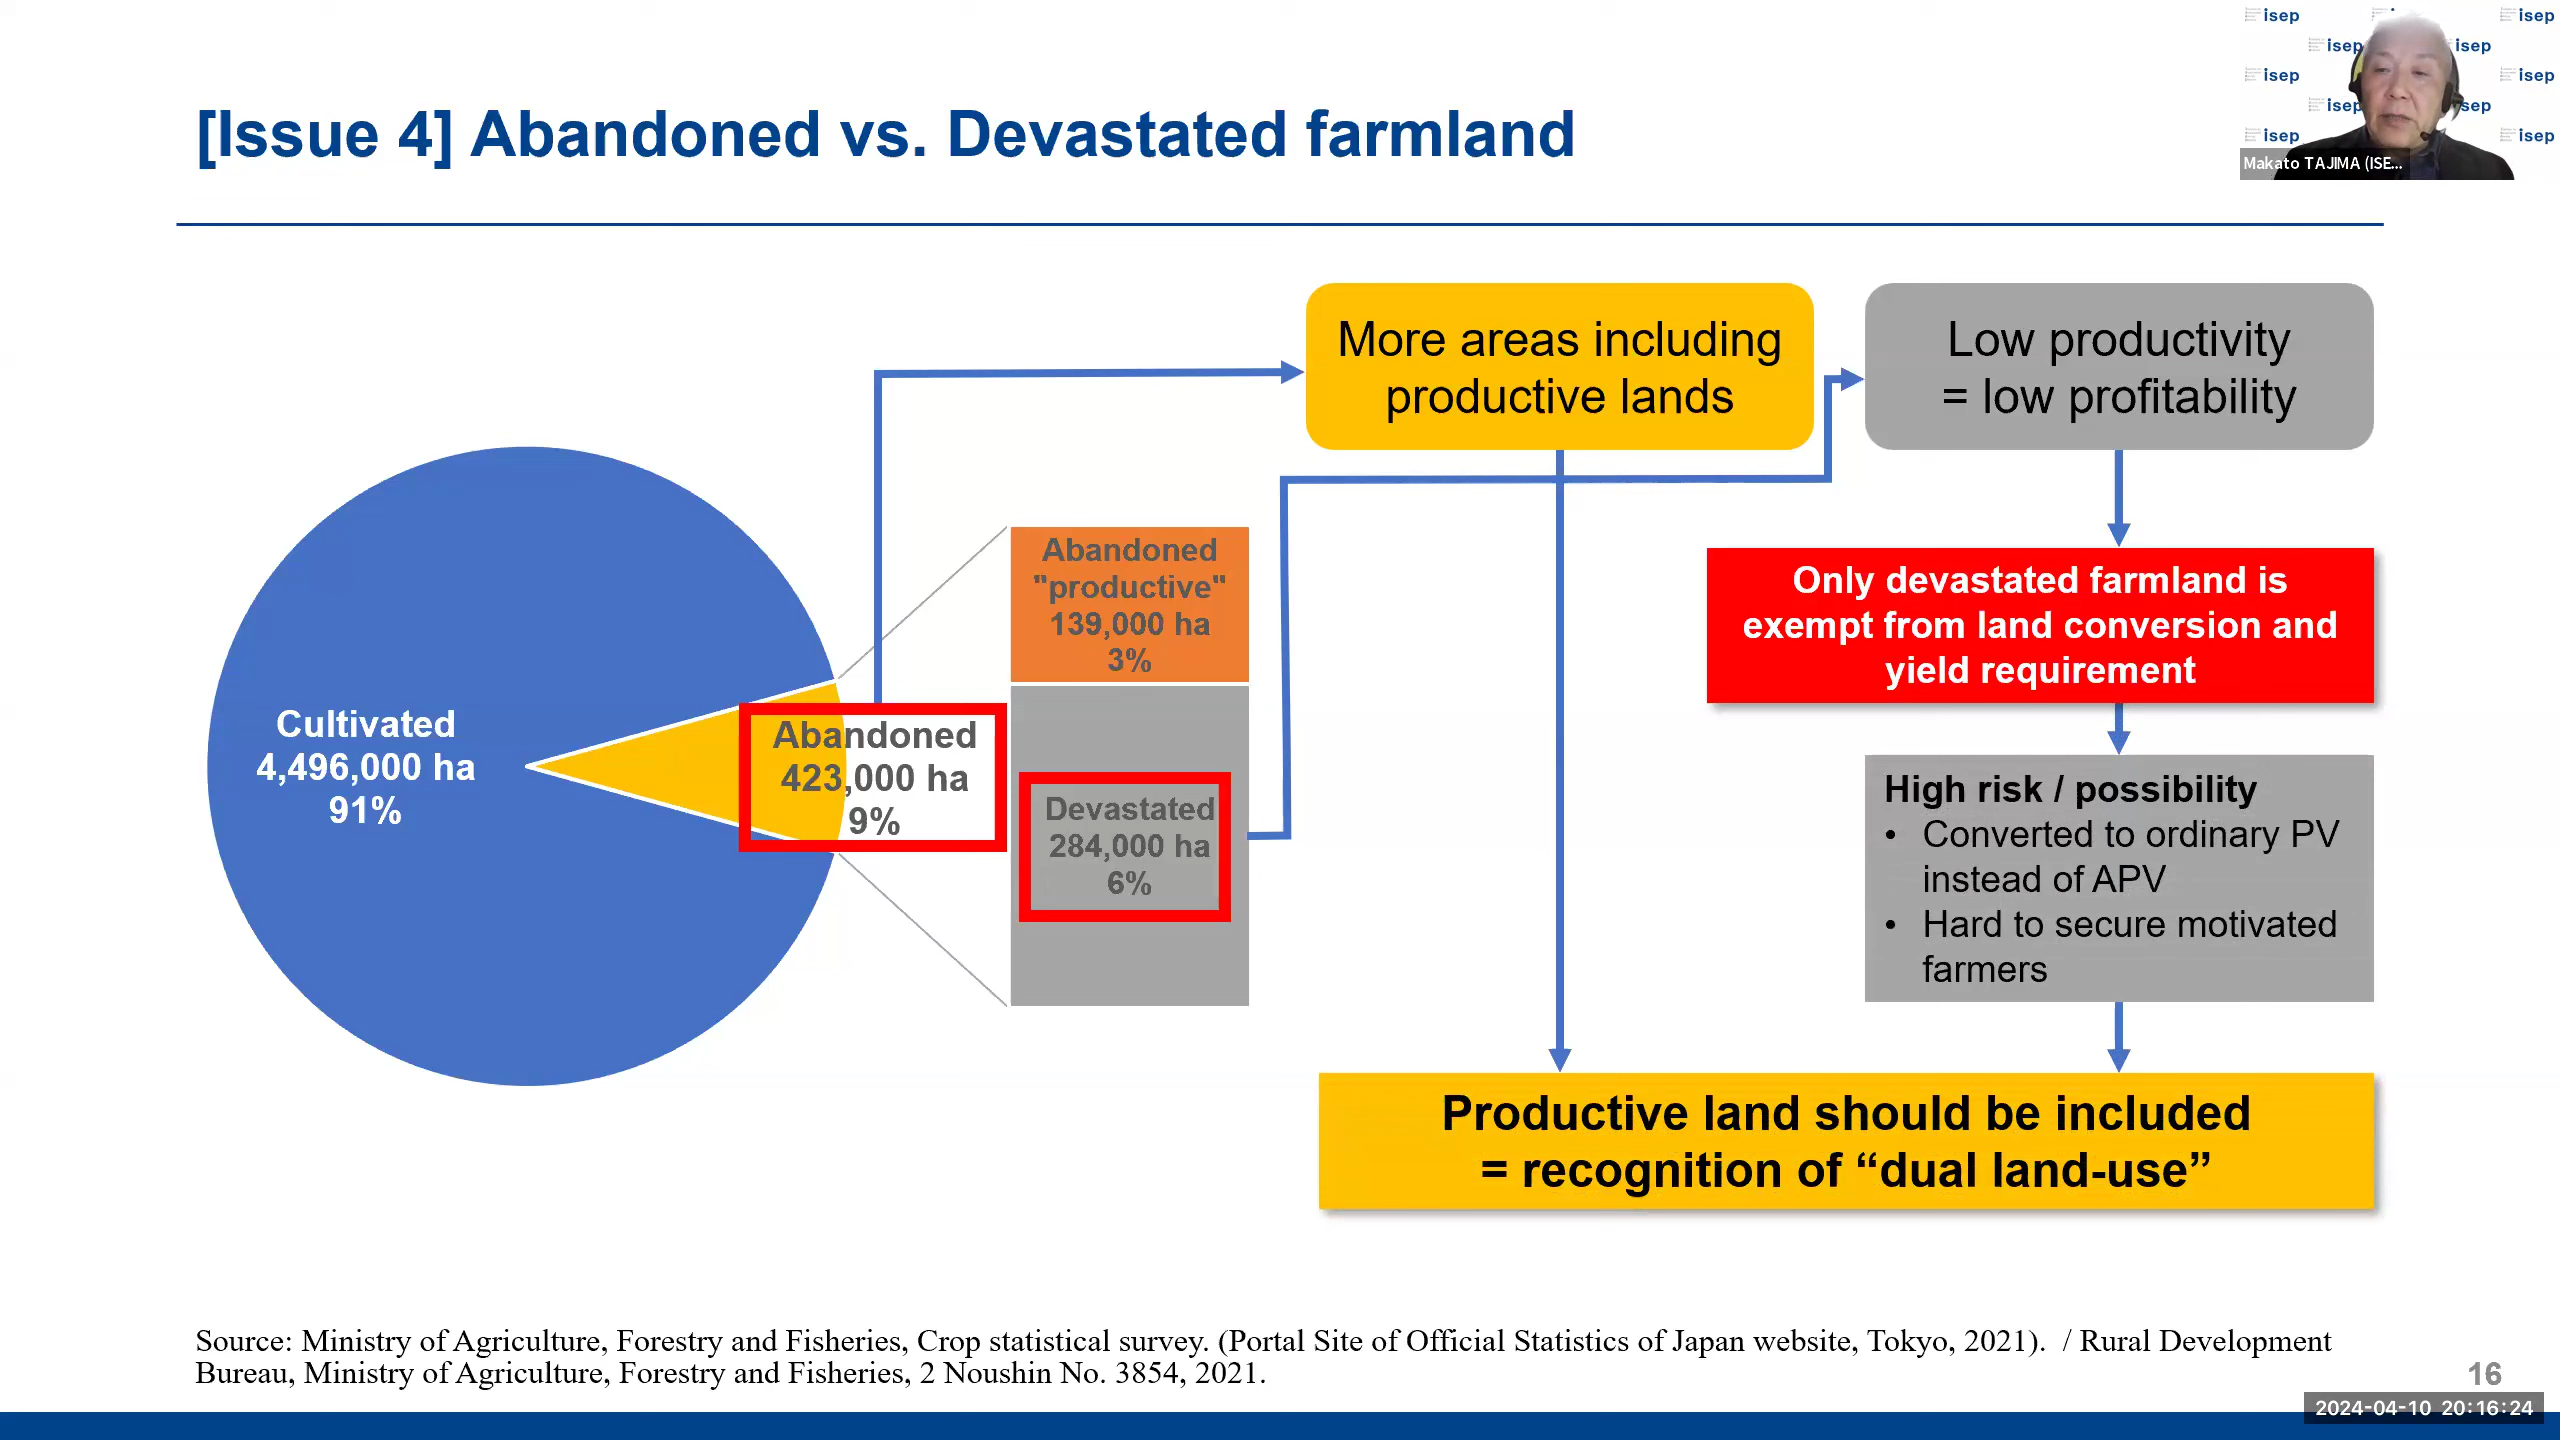 [Issue 4] Abandoned vs. Devastated farmland
isep
isep
isep
isep
isep
isep
isep
isep
isep
isep
Makato TAJIMA (ISE...
More areas including
productive lands
Low productivity
= low profitability
Cultivated
4,496,000 ha
91%
Abandoned
423,000 ha
9%
Abandoned
"productive"
139,000 ha
3%
Devastated
284,000 ha
6%
Only devastated farmland is
exempt from land conversion and
yield requirement
High risk / possibility
• Converted to ordinary PV
instead of APV
• Hard to secure motivated
farmers
Productive land should be included
= recognition of “dual land-use”
Source: Ministry of Agriculture, Forestry and Fisheries, Crop statistical survey. (Portal Site of Official Statistics of Japan website, Tokyo, 2021). / Rural Development
Bureau, Ministry of Agriculture, Forestry and Fisheries, 2 Noushin No. 3854, 2021.
16
2024-04-10 20:16:24